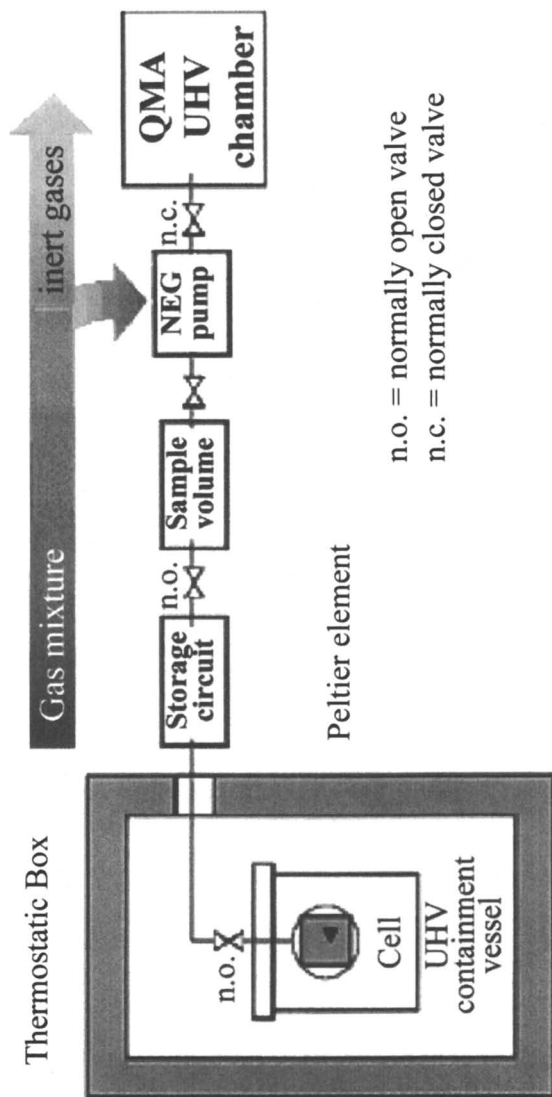 Gas mixture
inert gases
Thermostatic Box
n.o.
Cell
UHV
containment
vessel
Storage
circuit
n.o.
Sample
volume
NEG
pump
n.c.
QMA
UHV
chamber
Peltier element
n.o. = normally open valve
n.c. = normally closed valve